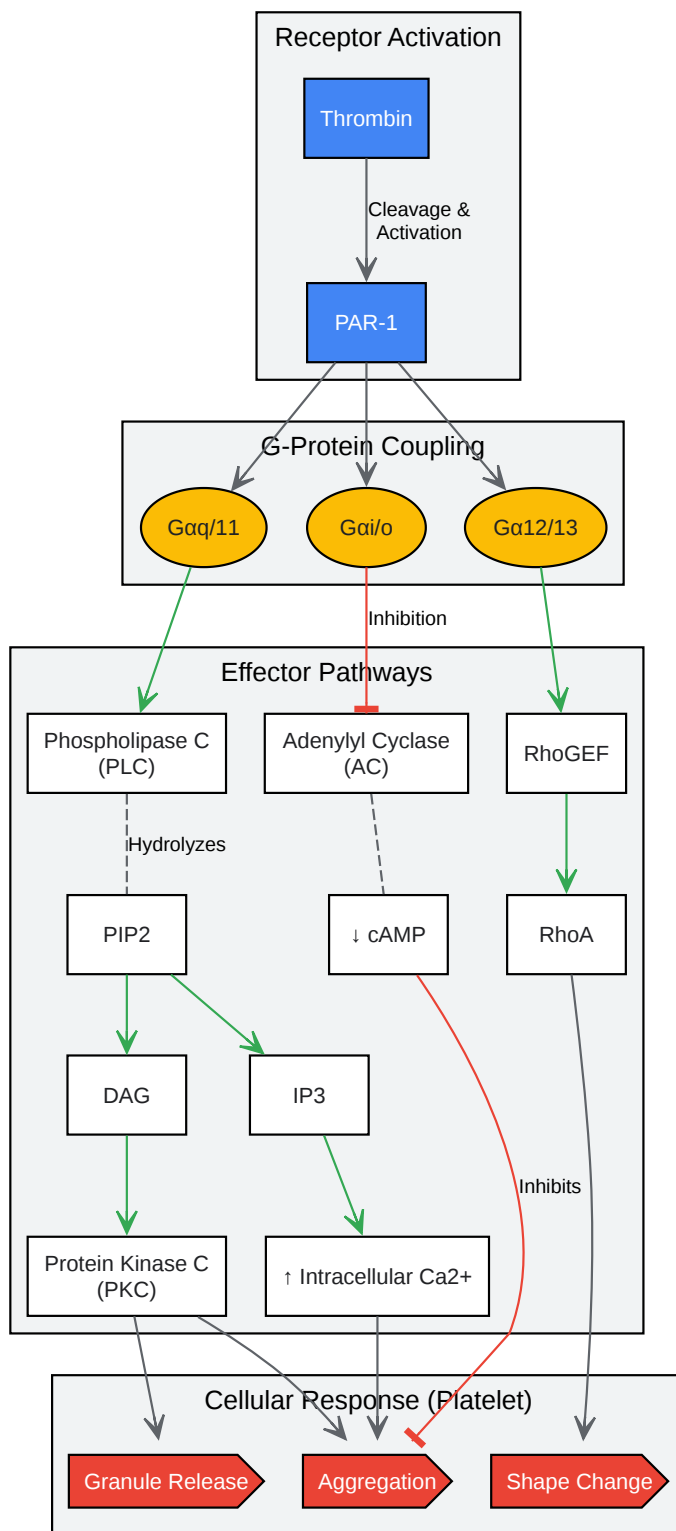 Receptor Activation
Thrombin
Cleavage &
Activation
PAR-1
G-Protein Coupling
Gαq/11
Gαi/o
Gα12/13
Inhibition
Effector Pathways
Phospholipase C
(PLC)
Adenylyl Cyclase
(AC)
RhoGEF
Hydrolyzes
PIP2
↓ cAMP
RhoA
DAG
IP3
Inhibits
Protein Kinase C
(PKC)
↑ Intracellular Ca2+
Cellular Response (Platelet)
Granule Release
Aggregation
Shape Change